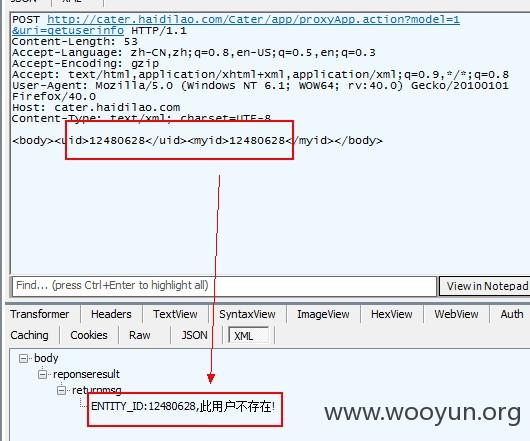 JSON XML
POST http://cater.haidilao.com/Cater/app/proxyApp.action?model=1
&uri=getuserinfo HTTP/1.1
Content-Length: 53
Accept-Language: zh-CN,zh;q=0.8,en-US;q=0.5,en;q=0.3
Accept-Encoding: gzip
Accept: text/html,application/xhtml+xml,application/xml;q=0.9,*/*;q=0.8
User-Agent: Mozilla/5.0 (Windows NT 6.1; WOW64; rv:40.0) Gecko/20100101
Firefox/40.0
Host: cater.haidilao.com
Content-Type: text/xml; charset=UTF-8
<body><uid>12480628</uid><myid>12480628</myid></body>
Find... (press Ctrl+Enter to highlight all)
View in Notepad
Transformer Headers TextView SyntaxView ImageView HexView WebView Auth
Caching Cookies Raw JSON XML
body
reponseresult
returnmsg
ENTITY_ID:12480628,此用户不存在!
www.wooyun.org